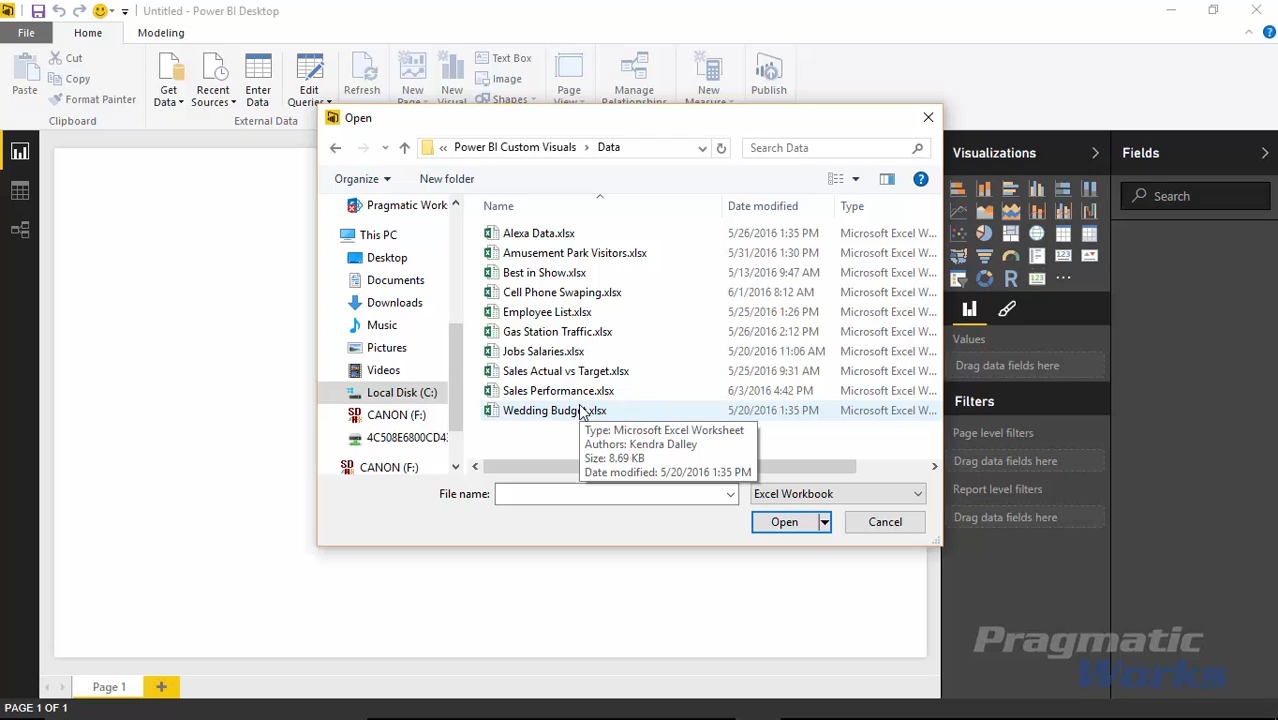 Untitled - Power BI Desktop
File
Home
Modeling
Paste
Cut
Copy
Format Painter
Clipboard
Get Data
Recent Sources
Enter Data
Edit Queries
External Data
Refresh
New Page
New Visual
Text Box
Image
Shapes
Page View
Manage Relationships
New Measure
Publish
Open
« Power BI Custom Visuals > Data
Search Data
Organize
New folder
Pragmatic Work
This PC
Desktop
Documents
Downloads
Music
Pictures
Videos
Local Disk (C:)
CANON (F:)
4C508E6800CD4
CANON (F:)
Name Date modified Type
Alexa Data.xlsx 5/26/2016 1:35 PM Microsoft Excel W...
Amusement Park Visitors.xlsx 5/31/2016 1:30 PM Microsoft Excel W...
Best in Show.xlsx 5/13/2016 9:47 AM Microsoft Excel W...
Cell Phone Swaping.xlsx 6/1/2016 8:12 AM Microsoft Excel W...
Employee List.xlsx 5/25/2016 1:26 PM Microsoft Excel W...
Gas Station Traffic.xlsx 5/26/2016 2:12 PM Microsoft Excel W...
Jobs Salaries.xlsx 5/20/2016 11:06 AM Microsoft Excel W...
Sales Actual vs Target.xlsx 5/25/2016 9:31 AM Microsoft Excel W...
Sales Performance.xlsx 6/3/2016 4:42 PM Microsoft Excel W...
Wedding Budget.xlsx 5/20/2016 1:35 PM Microsoft Excel W...
Type: Microsoft Excel Worksheet
Authors: Kendra Dalley
Size: 8.69 KB
Date modified: 5/20/2016 1:35 PM
File name:
Excel Workbook
Open
Cancel
Visualizations
Values
Drag data fields here
Filters
Page level filters
Drag data fields here
Report level filters
Drag data fields here
Fields
Search
Pragmatic
Works
Page 1
PAGE 1 OF 1